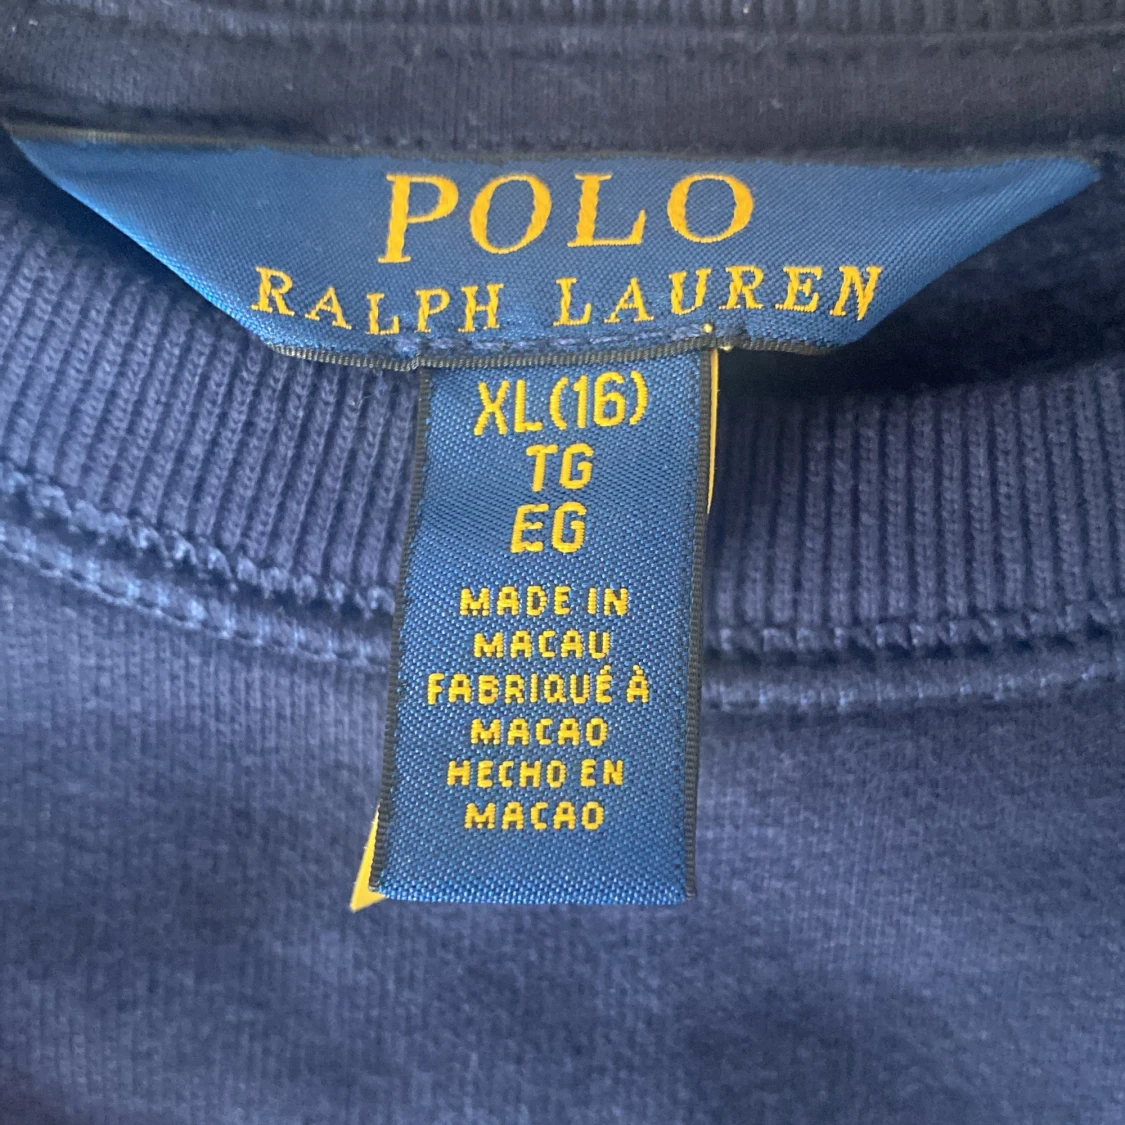 POLO
RALPH LAUREN
XL(16)
TG
EG
MADE IN
MACAU
FABRIQUÉ À
MACAO
HECHO EN
MACAO